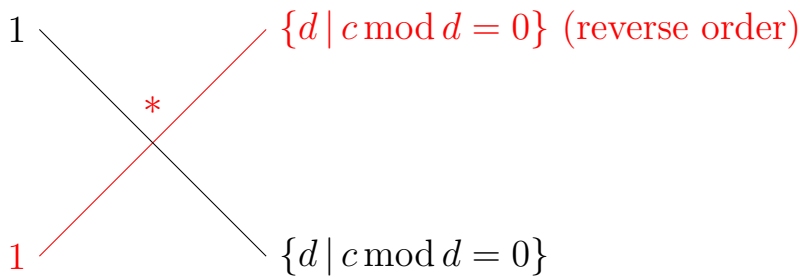 1 {d | c mod d = 0} (reverse order)
*
1 {d | c mod d = 0}